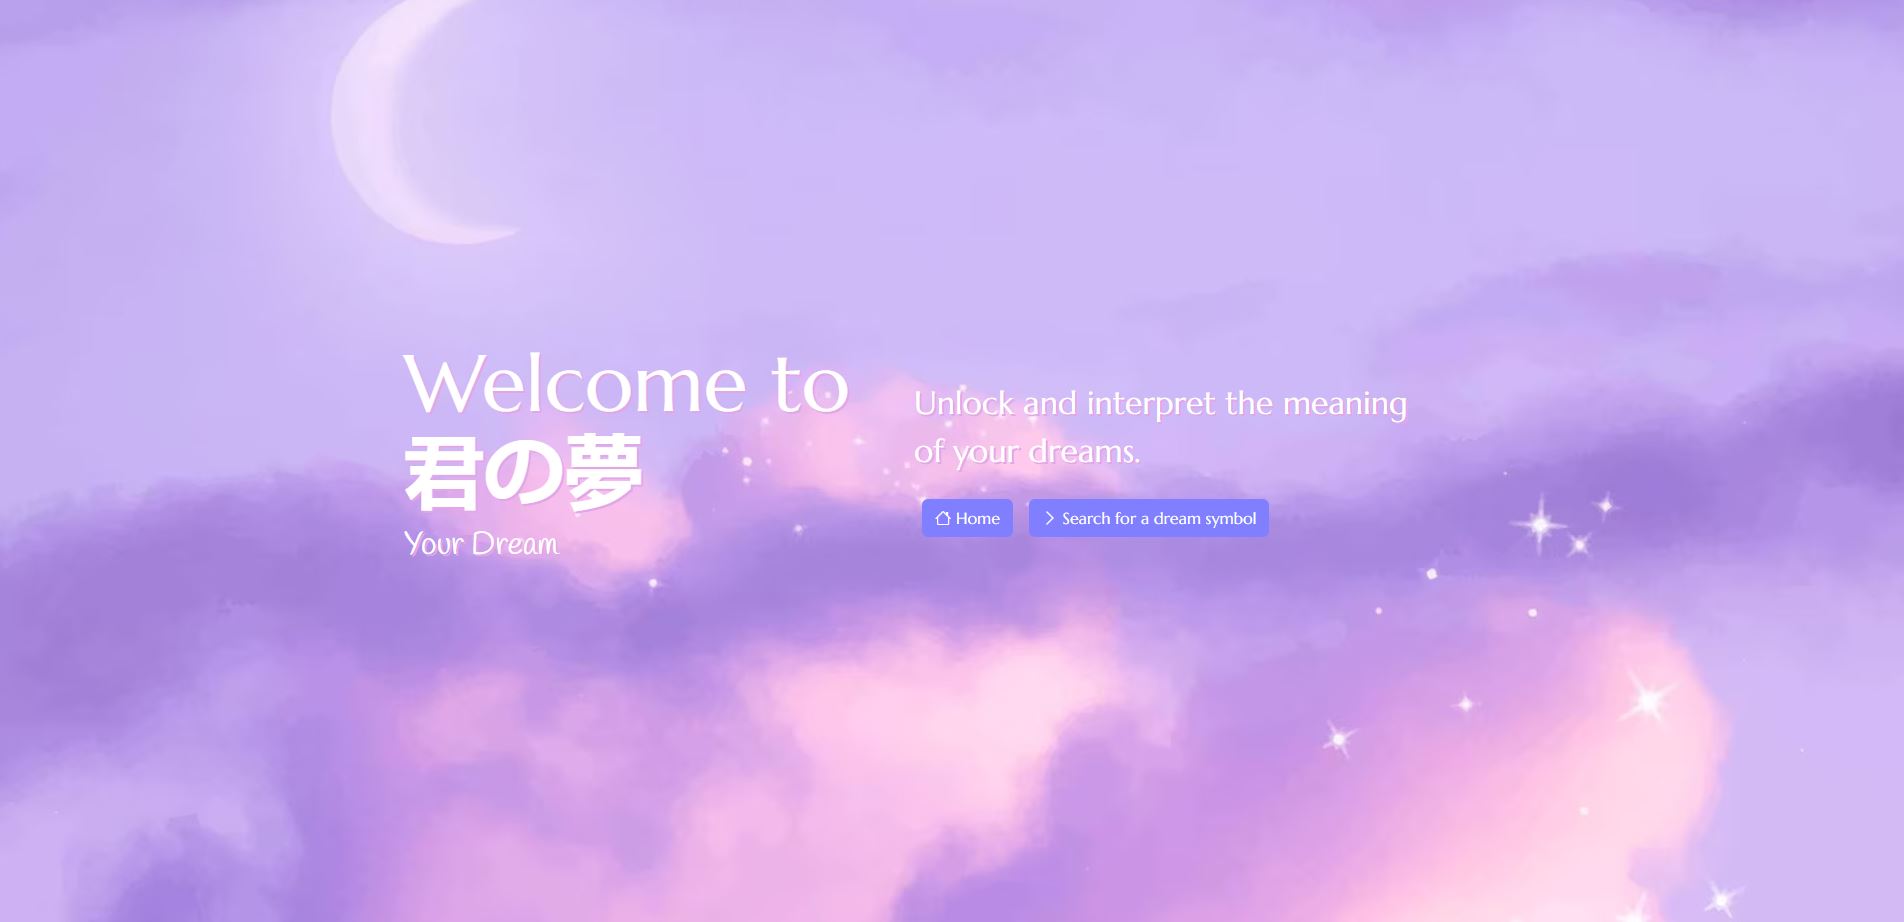 Welcome to
君の夢
Your Dream
Unlock and interpret the meaning
of your dreams.
Home
Search for a dream symbol